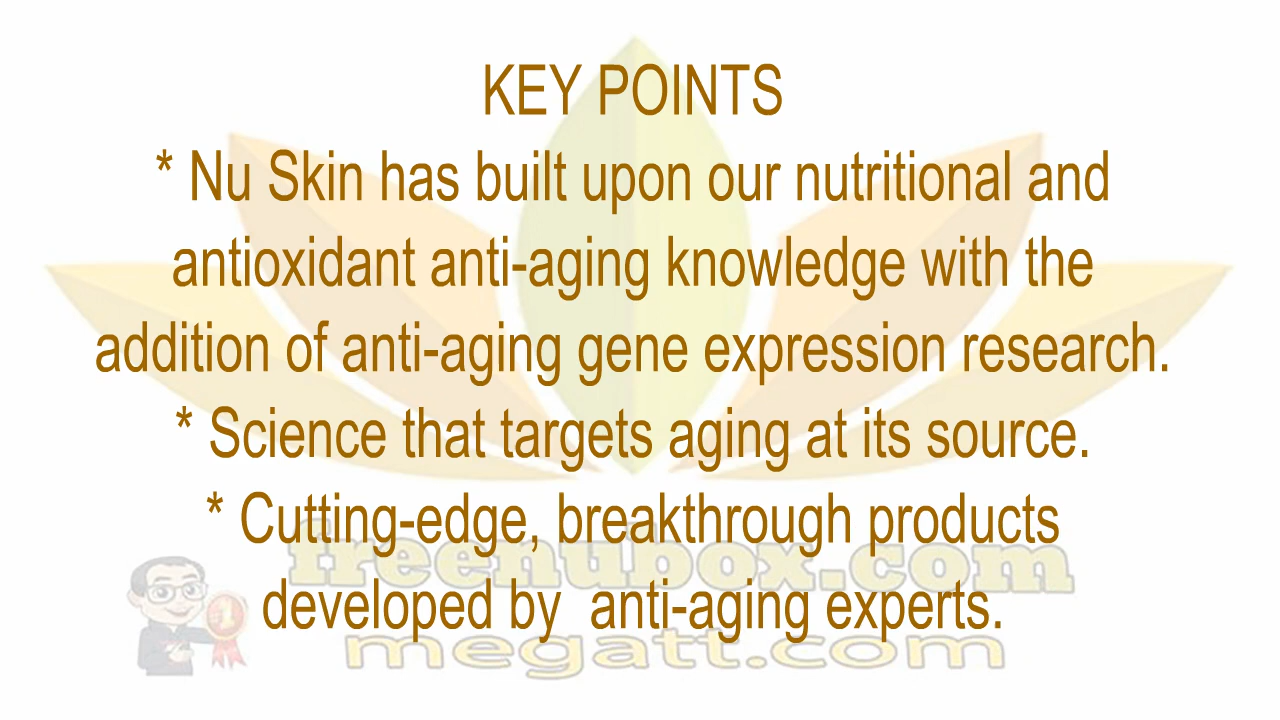 KEY POINTS
* Nu Skin has built upon our nutritional and
antioxidant anti-aging knowledge with the
addition of anti-aging gene expression research.
* Science that targets aging at its source.
* Cutting-edge, breakthrough products
freenubox.com
developed by  anti-aging experts.
1
megatt.com